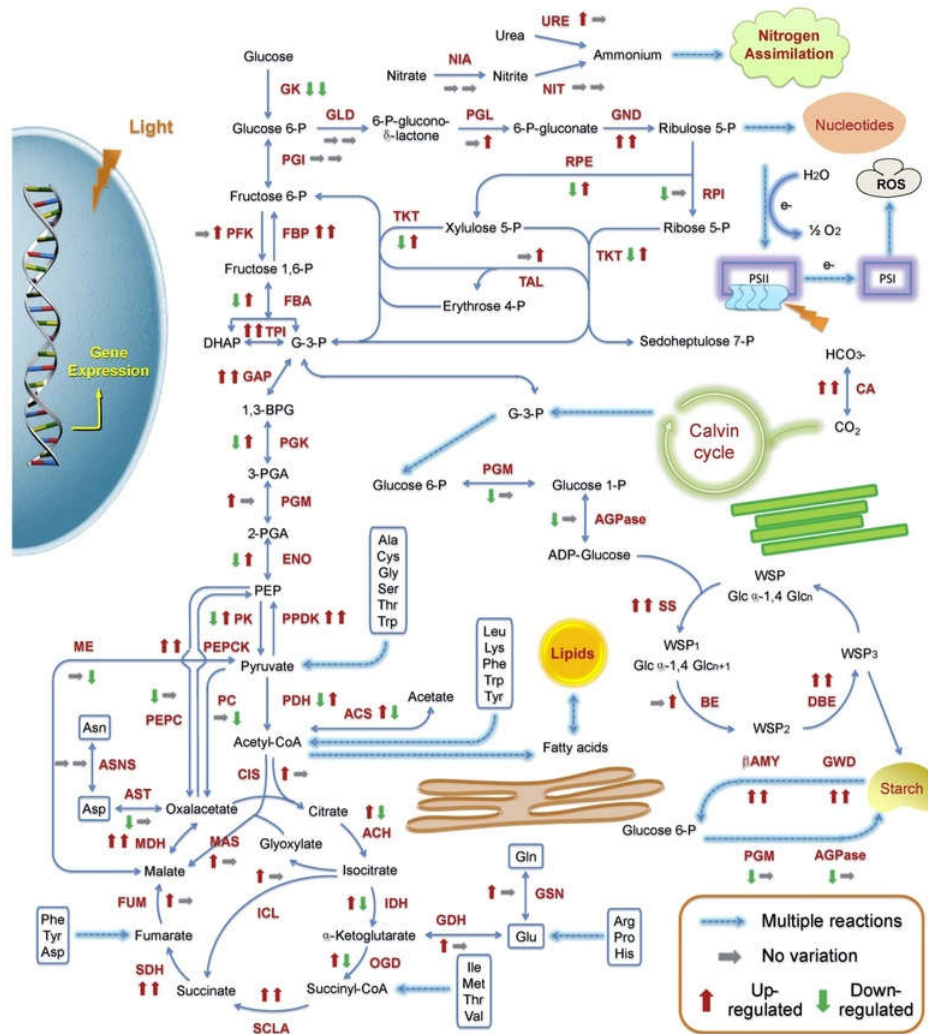 URE
Urea
Nitrogen
Assimilation
Ammonium
NIA
Nitrate
Nitrite
NIT
Glucose
GK
Light
Glucose 6-P
GLD
6-P-glucono-
δ-lactone
PGL
6-P-gluconate
GND
Ribulose 5-P
Nucleotides
PGI
RPE
RPI
H2O
ROS
e-
½ O2
Fructose 6-P
TKT
Xylulose 5-P
Ribose 5-P
PFK
FBP
TKT
Fructose 1,6-P
TAL
PSII
e-
PSI
FBA
Erythrose 4-P
TPI
DHAP
G-3-P
Sedoheptulose 7-P
Gene
Expression
HCO3-
GAP
CA
1,3-BPG
G-3-P
Calvin
cycle
CO2
PGK
3-PGA
PGM
Glucose 6-P
Glucose 1-P
PGM
AGPase
2-PGA
ADP-Glucose
ENO
Ala
Cys
Gly
Ser
Thr
Trp
PEP
WSP
Glc α-1,4 Glcn
PK
PPDK
SS
ME
PEPCK
Leu
Lys
Phe
Trp
Tyr
Lipids
WSP1
Glc α-1,4 Glcn+1
WSP3
Pyruvate
PEPC
PC
PDH
ACS
Acetate
BE
DBE
WSP2
Asn
Acetyl-CoA
Fatty acids
ASNS
CIS
βAMY
GWD
Starch
Asp
AST
Oxalacetate
Citrate
Glucose 6-P
MDH
MAS
Glyoxylate
ACH
PGM
AGPase
Malate
Isocitrate
Gln
GSN
FUM
ICL
IDH
GDH
Glu
Arg
Pro
His
Phe
Tyr
Asp
Fumarate
α-Ketoglutarate
OGD
SDH
Succinate
Succinyl-CoA
Ile
Met
Thr
Val
SCLA
Multiple reactions
No variation
Up-
regulated
Down-
regulated